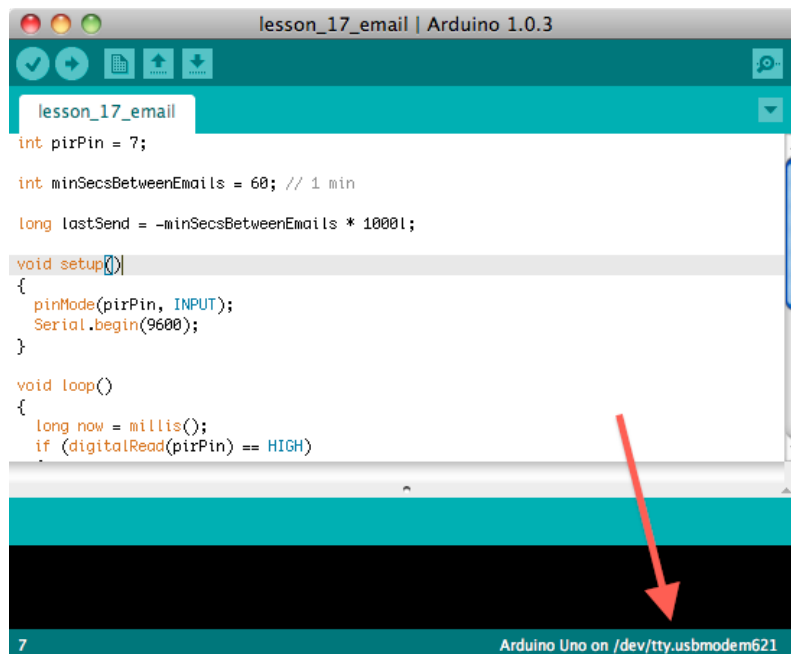 lesson_17_email | Arduino 1.0.3
lesson_17_email
int pirPin = 7;
int minSecsBetweenEmails = 60; // 1 min
long lastSend = -minSecsBetweenEmails * 1000l;
void setup()
{
pinMode(pirPin, INPUT);
Serial.begin(9600);
}
void loop()
{
long now = millis();
if (digitalRead(pirPin) == HIGH)
7
Arduino Uno on /dev/tty.usbmodem621